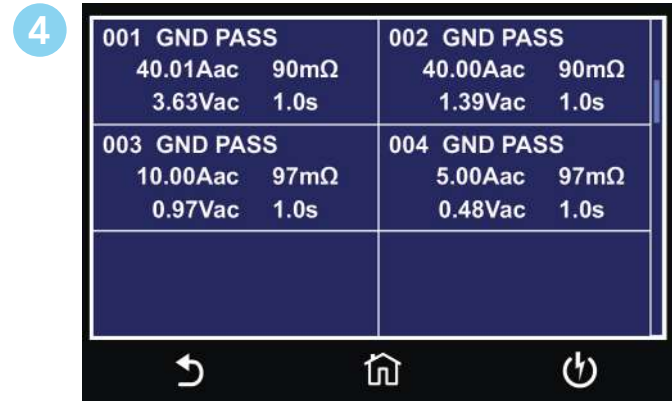 4
001 GND PASS
40.01Aac 90mΩ
3.63Vac 1.0s
002 GND PASS
40.00Aac 90mΩ
1.39Vac 1.0s
003 GND PASS
10.00Aac 97mΩ
0.97Vac 1.0s
004 GND PASS
5.00Aac 97mΩ
0.48Vac 1.0s